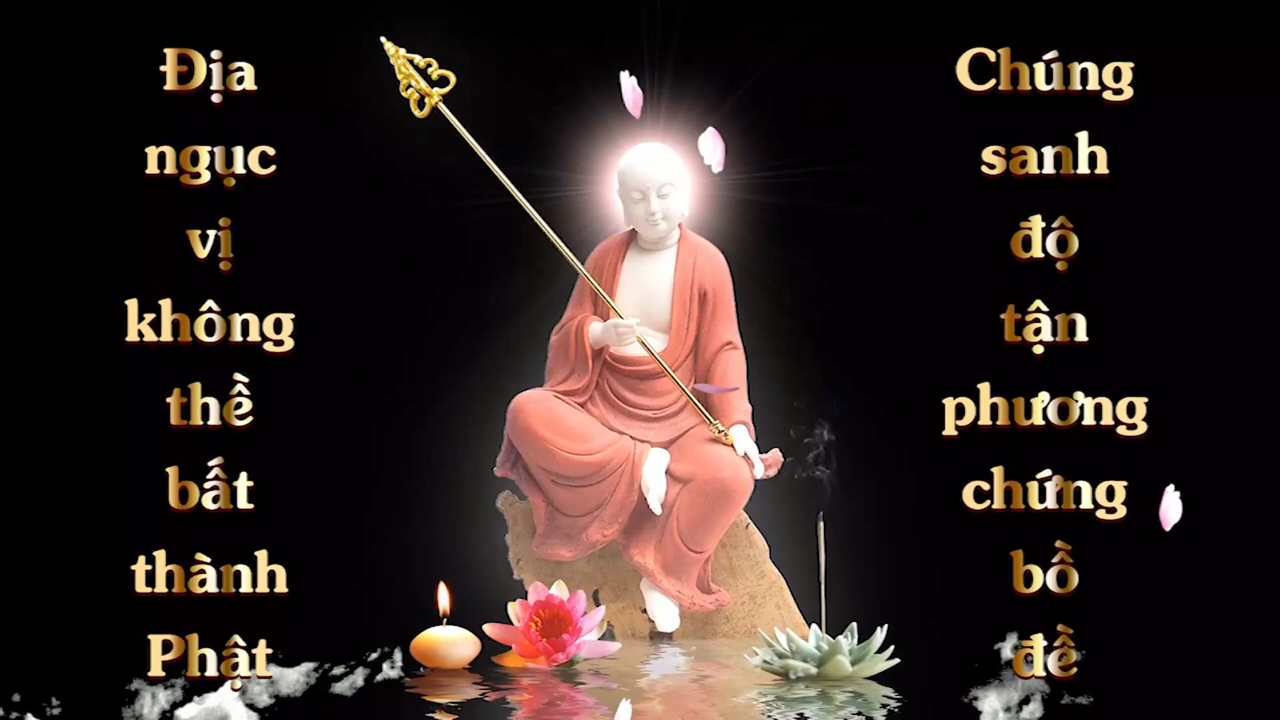 Địa
ngục
vị
không
thề
bất
thành
Phật
Chúng
sanh
độ
tận
phương
chứng
bồ
đề